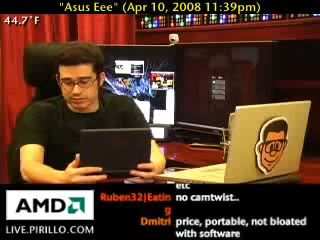 "Asus Eee" (Apr 10, 2008 11:39pm)
44.7°F
etc
Ruben32|Eatin no camtwist..
g
Dmitri price, portable, not bloated
with software
AMD
LIVE.PIRILLO.COM